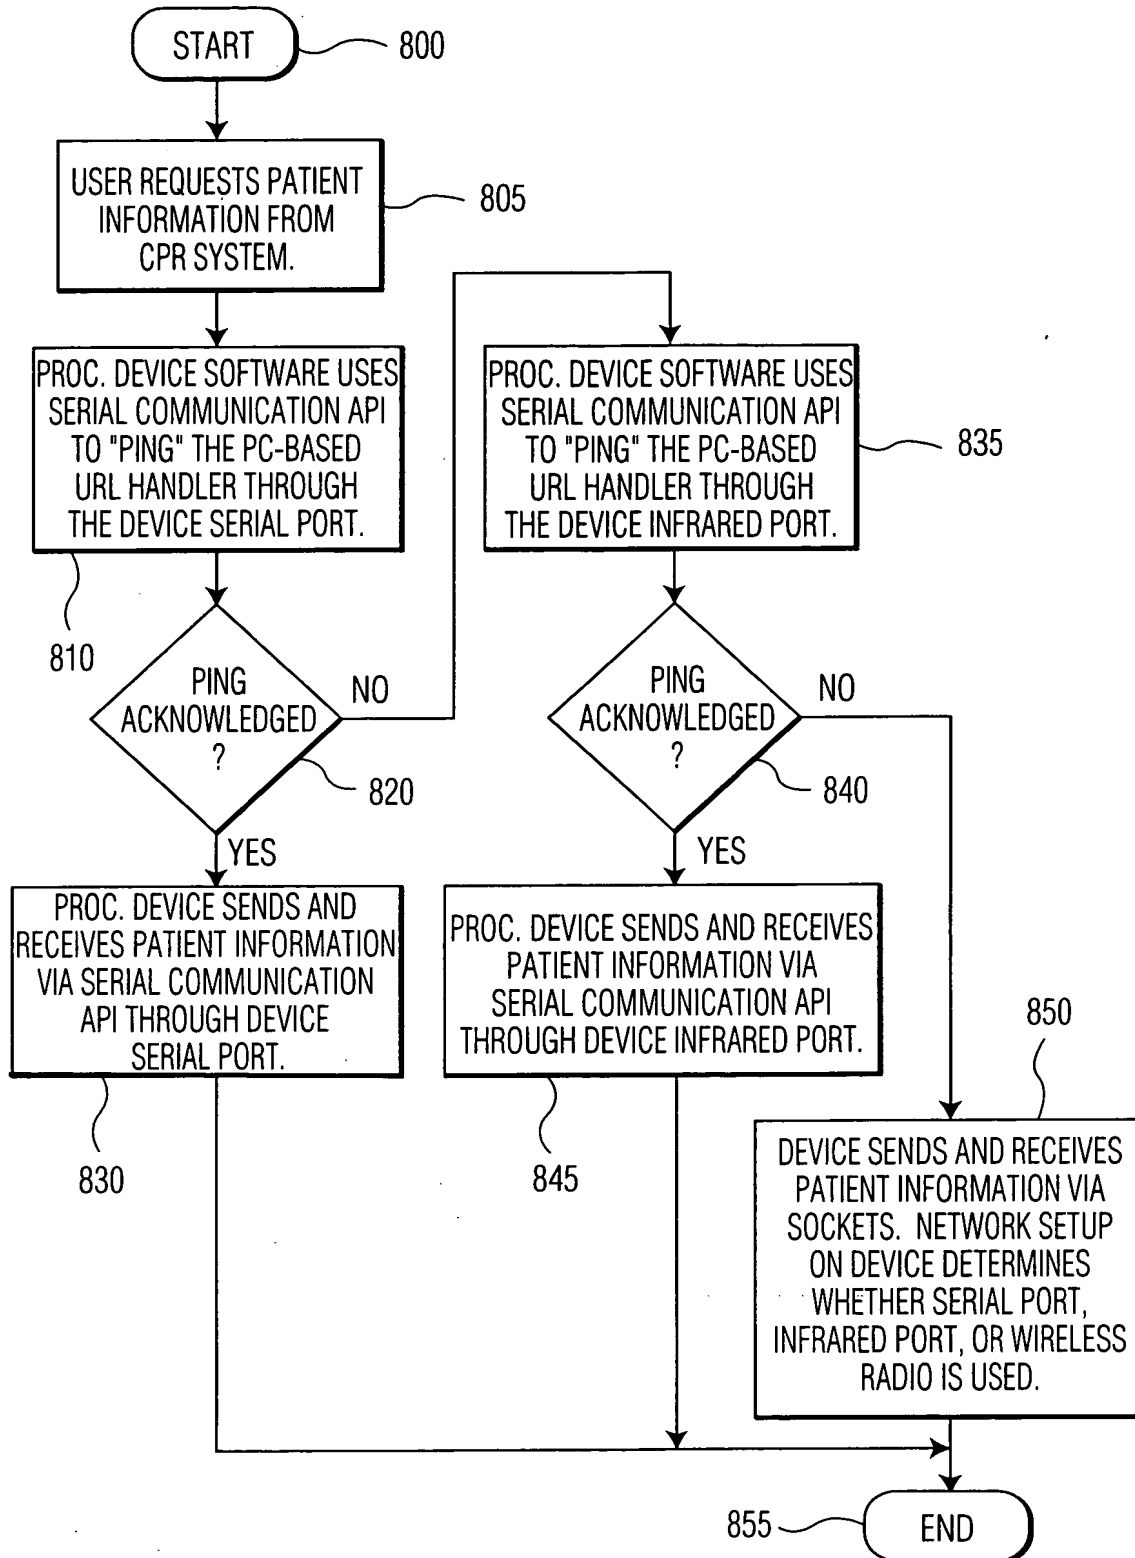 START
800
USER REQUESTS PATIENT
INFORMATION FROM
CPR SYSTEM.
805
PROC. DEVICE SOFTWARE USES
SERIAL COMMUNICATION API
TO "PING" THE PC-BASED
URL HANDLER THROUGH
THE DEVICE SERIAL PORT.
810
PROC. DEVICE SOFTWARE USES
SERIAL COMMUNICATION API
TO "PING" THE PC-BASED
URL HANDLER THROUGH
THE DEVICE INFRARED PORT.
835
PING
ACKNOWLEDGED
?
NO
820
YES
PING
ACKNOWLEDGED
?
NO
840
YES
PROC. DEVICE SENDS AND
RECEIVES PATIENT INFORMATION
VIA SERIAL COMMUNICATION
API THROUGH DEVICE
SERIAL PORT.
830
PROC. DEVICE SENDS AND RECEIVES
PATIENT INFORMATION VIA
SERIAL COMMUNICATION API
THROUGH DEVICE INFRARED PORT.
845
850
DEVICE SENDS AND RECEIVES
PATIENT INFORMATION VIA
SOCKETS. NETWORK SETUP
ON DEVICE DETERMINES
WHETHER SERIAL PORT,
INFRARED PORT, OR WIRELESS
RADIO IS USED.
855
END